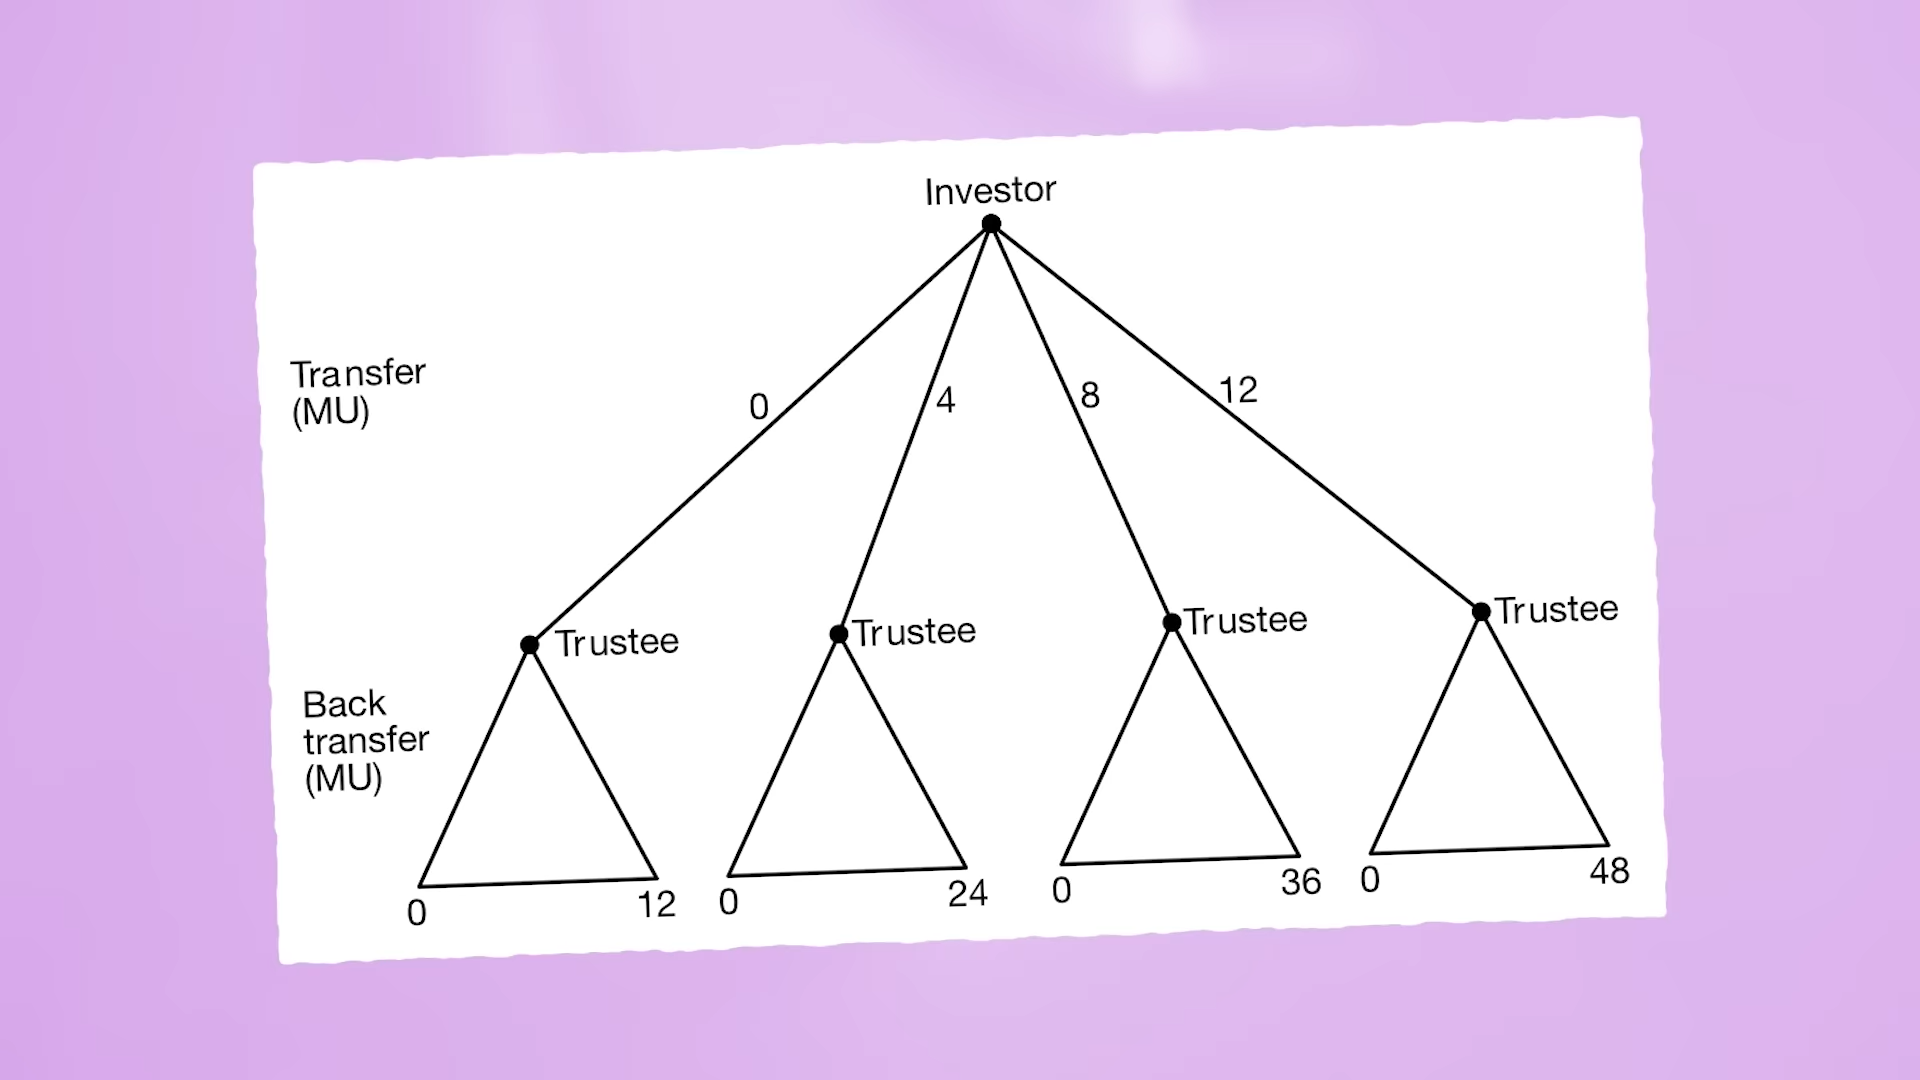 Investor
Transfer
(MU)
0
4
8
12
Trustee
Trustee
Trustee
Trustee
Back
transfer
(MU)
0
12
0
24
0
36
0
48